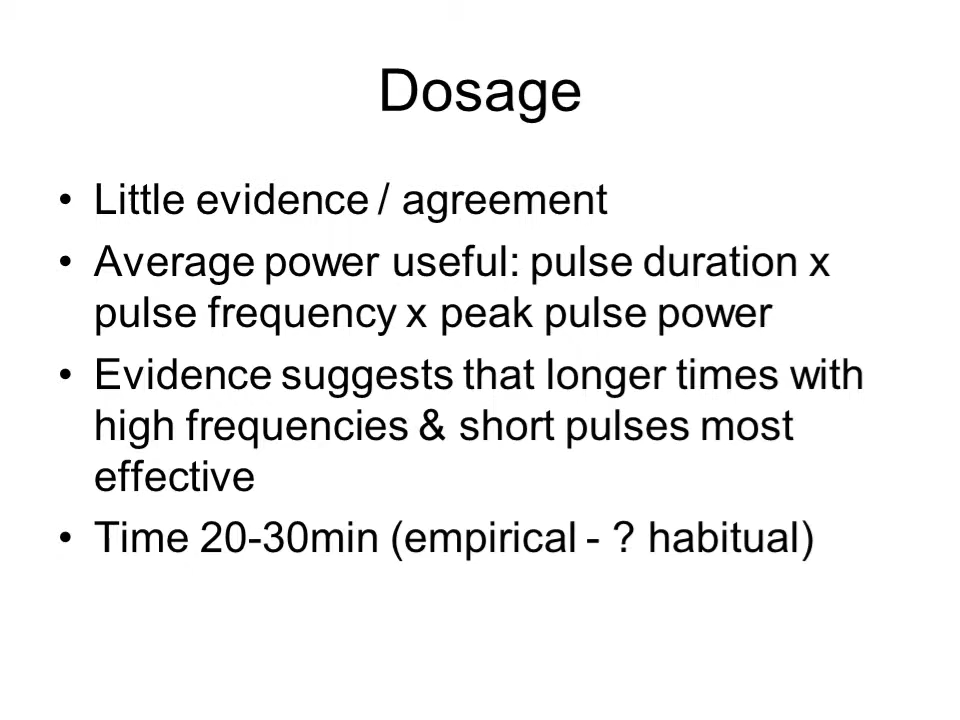 Dosage
• Little evidence / agreement
• Average power useful: pulse duration x
pulse frequency x peak pulse power
• Evidence suggests that longer times with
high frequencies & short pulses most
effective
• Time 20-30min (empirical - ? habitual)